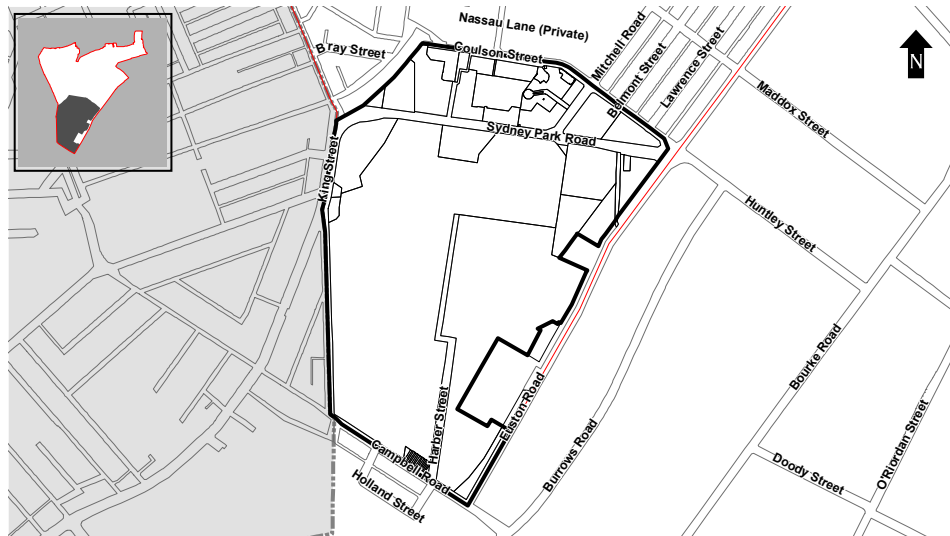 Nassau Lane (Private)
Bray Street
Coulson Street
Mitchell Road
Belmont Street
Lawrence Street
N
Maddox Street
Sydney Park Road
King Street
Huntley Street
Bourke Road
Euston Road
Harber Street
Campbell Road
Holland Street
Burrows Road
Doody Street
O'Riordan Street